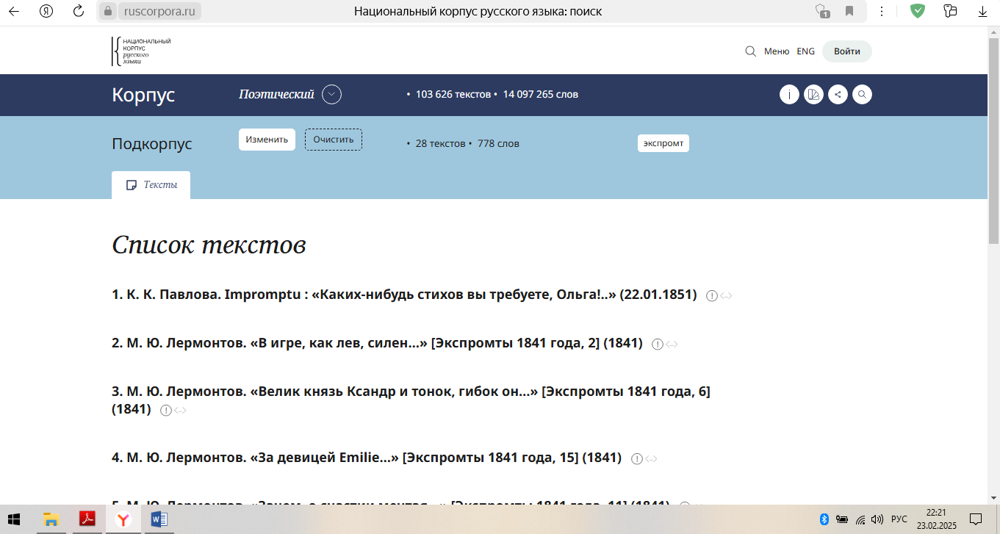 ruscorpora.ru
Национальный корпус русского языка: поиск
1
НАЦИОНАЛЬНЫЙ
КОРПУС
русского
языка
Меню ENG Войти
Корпус
Поэтический
• 103 626 текстов • 14 097 265 слов
Подкорпус
Изменить Очистить
• 28 текстов • 778 слов
экспромт
Тексты
Список текстов
1. К. К. Павлова. Impromptu : «Каких-нибудь стихов вы требуете, Ольга!..» (22.01.1851)
2. М. Ю. Лермонтов. «В игре, как лев, силен...» [Экспромты 1841 года, 2] (1841)
3. М. Ю. Лермонтов. «Велик князь Ксандр и тонок, гибок он...» [Экспромты 1841 года, 6]
(1841)
4. М. Ю. Лермонтов. «За девицей Emilie...» [Экспромты 1841 года, 15] (1841)
5. М. Ю. Лермонтов. «Зачем, о счастии мечтая...» [Экспромты 1841 года, 11] (1841)
РУС
22:21
23.02.2025